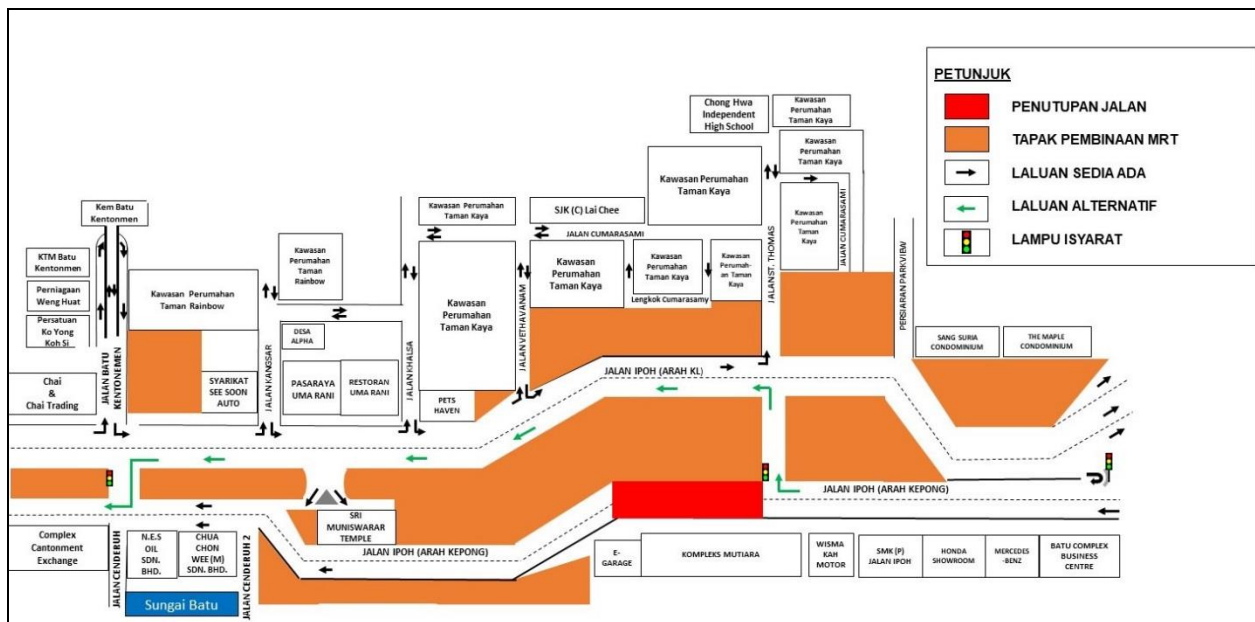 PETUNJUK
PENUTUPAN JALAN
TAPAK PEMBINAAN MRT
LALUAN SEDIA ADA
LALUAN ALTERNATIF
LAMPU ISYARAT
Chong Hwa
Independent
High School
Kawasan
Perumahan
Taman Kaya
Kawasan
Perumahan
Taman Kaya
Kawasan Perumahan
Taman Kaya
Kawasan
Perumahan
Taman
Kaya
JALAN CUMARASAMI
JALAN ST. THOMAS
PERSIARAN PARKVIEW
Kem Batu
Kentonmen
KTM Batu
Kentonmen
Perniagaan
Weng Huat
Persatuan
Ko Yong
Koh Si
Chai
&
Chai Trading
JALAN BATU
KENTONEMEN
Kawasan Perumahan
Taman Rainbow
SYARIKAT
SEE SOON
AUTO
JALAN KANGSAR
Kawasan
Perumahan
Taman
Rainbow
DESA
ALPHA
PASARAYA
UMA RANI
RESTORAN
UMA RANI
JALAN KHALSA
Kawasan Perumahan
Taman Kaya
Kawasan
Perumahan
Taman Kaya
PETS
HAVEN
JALAN VETHAVANAM
SJK (C) Lai Chee
JALAN CUMARASAMI
Kawasan
Perumahan
Taman Kaya
Kawasan
Perumahan
Taman Kaya
Kawasan
Perumah-
an Taman
Kaya
Lengkok Cumarasamy
JALAN IPOH (ARAH KL)
SANG SURIA
CONDOMINIUM
THE MAPLE
CONDOMINIUM
JALAN IPOH (ARAH KEPONG)
SRI
MUNISWARAR
TEMPLE
JALAN IPOH (ARAH KEPONG)
Complex
Cantonment
Exchange
JALAN CENDERUH
N.E.S
OIL
SDN.
BHD.
CHUA
CHON
WEE (M)
SDN. BHD.
JALAN CENDERUH 2
Sungai Batu
E-
GARAGE
KOMPLEKS MUTIARA
WISMA
KAH
MOTOR
SMK (P)
JALAN IPOH
HONDA
SHOWROOM
MERCEDES
-BENZ
BATU COMPLEX
BUSINESS
CENTRE